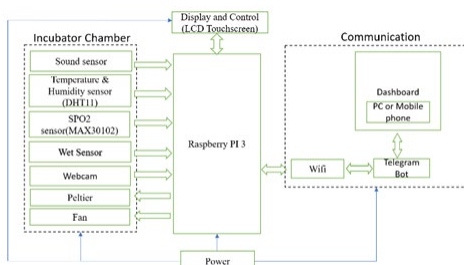 Display and Control
(LCD Touchscreen)
Incubator Chamber
Communication
Sound sensor
Temperature &
Humidity sensor
(DHT11)
SPO2
sensor(MAX30102)
Wet Sensor
Webcam
Peltier
Fan
Raspberry PI 3
Dashboard
PC or Mobile
phone
Wifi
Telegram
Bot
Power